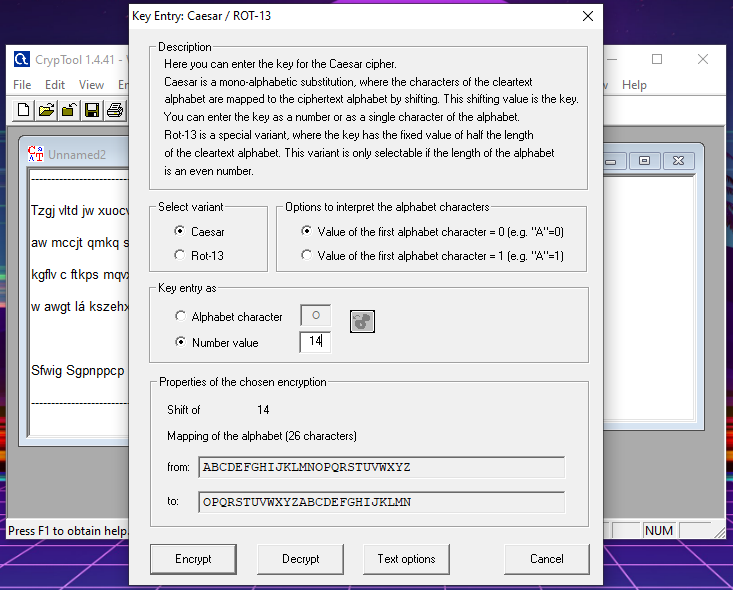 Key Entry: Caesar / ROT-13
CrypTool 1.4.41 -
File Edit View
Help
Unnamed2
Description
Here you can enter the key for the Caesar cipher.
Caesar is a mono-alphabetic substitution, where the characters of the cleartext
alphabet are mapped to the ciphertext alphabet by shifting. This shifting value is the key.
You can enter the key as a number or as a single character of the alphabet.
Rot-13 is a special variant, where the key has the fixed value of half the length
of the cleartext alphabet. This variant is only selectable if the length of the alphabet
is an even number.
Tzgj vltd jw xuocv
aw mccjt qmkq s
kgflv c ftkps mqvx
w awgt lá kszehx
Sfwig Sgpnppcp
Select variant
Caesar
Rot-13
Options to interpret the alphabet characters
Value of the first alphabet character = 0 (e.g. "A"=0)
Value of the first alphabet character = 1 (e.g. "A"=1)
Key entry as
Alphabet character O
Number value 14
Properties of the chosen encryption
Shift of 14
Mapping of the alphabet (26 characters)
from: ABCDEFGHIJKLMNOPQRSTUVWXYZ
to: OPQRSTUVWXYZABCDEFGHIJKLMN
Encrypt Decrypt Text options Cancel
Press F1 to obtain help.
NUM